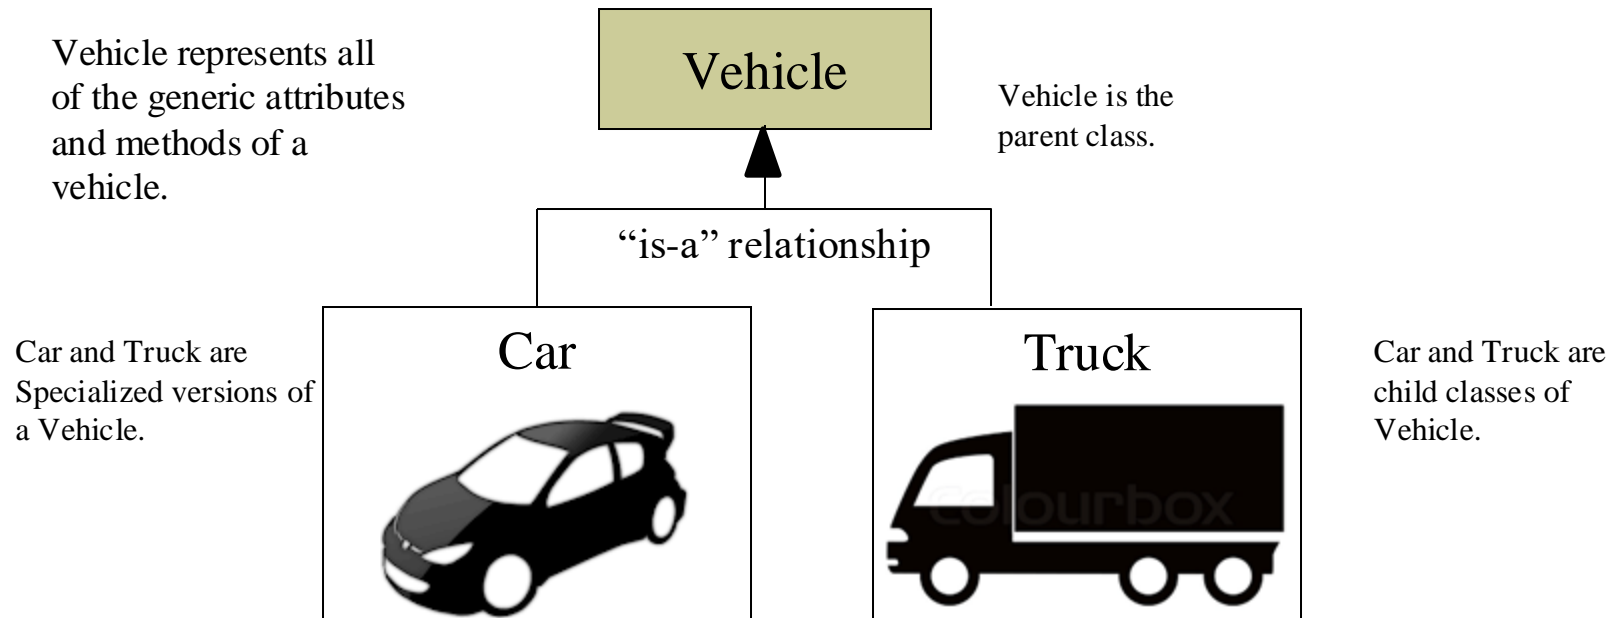 Vehicle represents all
of the generic attributes
and methods of a
vehicle.
Vehicle
Vehicle is the
parent class.
“is-a” relationship
Car and Truck are
Specialized versions of
a Vehicle.
Car
Truck
Car and Truck are
child classes of
Vehicle.
colourbox